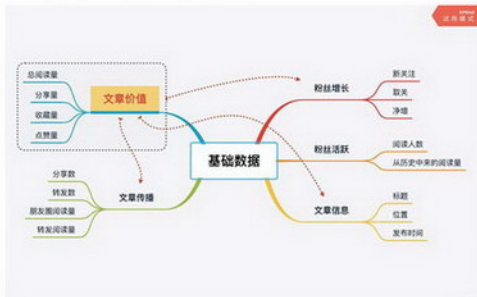 试用模式
总阅读量
分享量
收藏量
点赞量
文章价值
粉丝增长
新关注
取关
净增
基础数据
粉丝活跃
阅读人数
从历史中来的阅读量
文章传播
分享数
转发数
朋友圈阅读量
转发阅读量
文章信息
标题
位置
发布时间